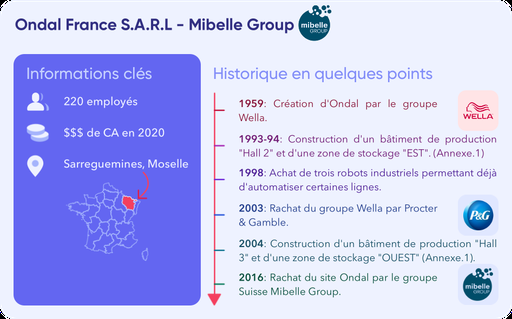 Ondal France S.A.R.L - Mibelle Group
mibelle
GROUP
Informations clés
220 employés
$$$ de CA en 2020
Sarreguemines, Moselle
Historique en quelques points
1959: Création d'Ondal par le groupe
Wella.
WELLA
1993-94: Construction d'un bâtiment de production
"Hall 2" et d'une zone de stockage "EST". (Annexe.1)
1998: Achat de trois robots industriels permettant déjà
d'automatiser certaines lignes.
2003: Rachat du groupe Wella par Procter
& Gamble.
P&G
2004: Construction d'un bâtiment de production "Hall
3" et d'une zone de stockage "OUEST" (Annexe.1).
2016: Rachat du site Ondal par le groupe
Suisse Mibelle Group.
mibelle
GROUP